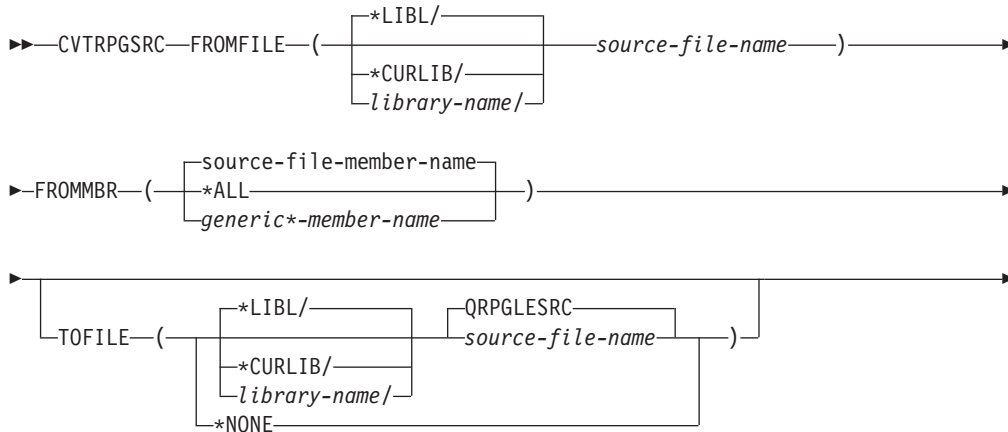 *LIBL/
CVTRPGSRC FROMFILE ( source-file-name )
*CURLIB/
library-name/
source-file-member-name
FROMMBR ( *ALL )
generic*-member-name
*LIBL/ QRPGLESRC
TOFILE ( source-file-name )
*CURLIB/
library-name/
*NONE